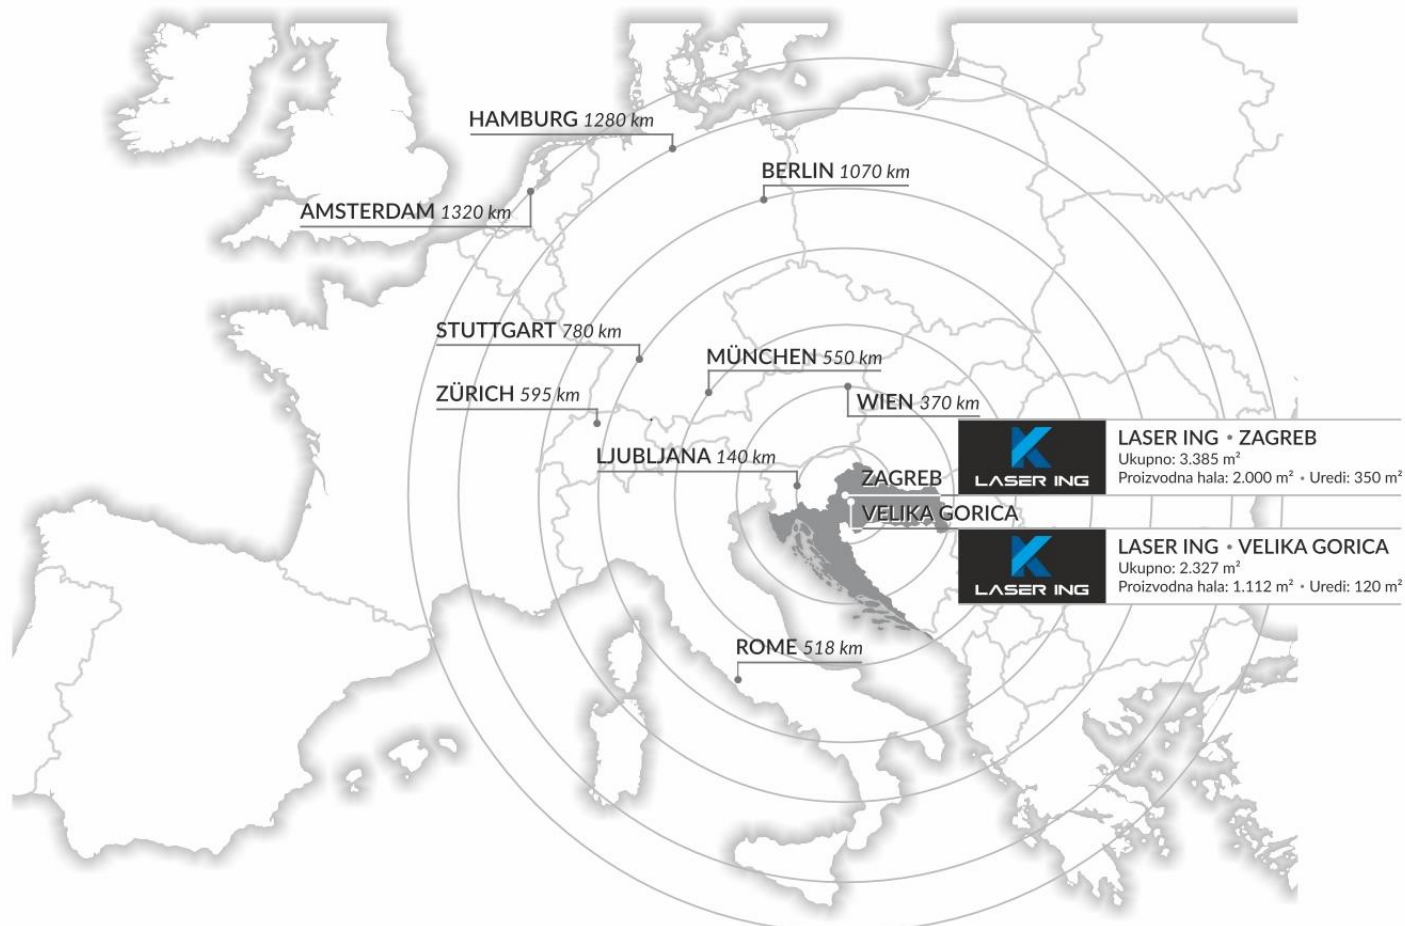 HAMBURG 1280 km
BERLIN 1070 km
AMSTERDAM 1320 km
STUTTGART 780 km
MÜNCHEN 550 km
ZÜRICH 595 km
WIEN 370 km
LJUBLJANA 140 km
ZAGREB
VELIKA GORICA
LASER ING
LASER ING • ZAGREB
Ukupno: 3.385 m²
Proizvodna hala: 2.000 m² • Uredi: 350 m²
LASER ING
LASER ING • VELIKA GORICA
Ukupno: 2.327 m²
Proizvodna hala: 1.112 m² • Uredi: 120 m²
ROME 518 km